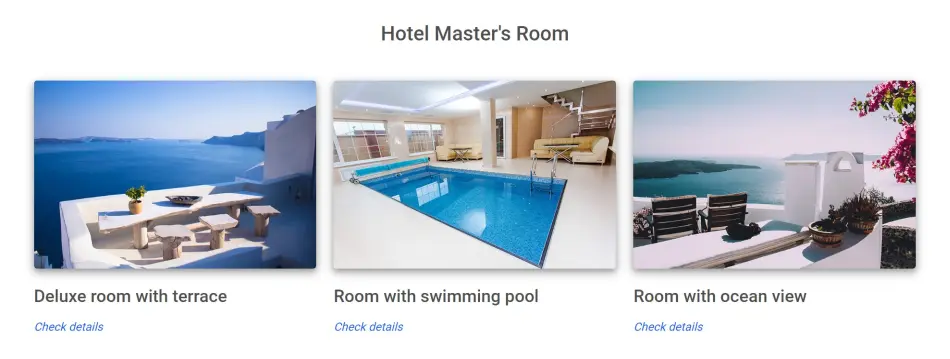 Hotel Master's Room
Deluxe room with terrace
Room with swimming pool
Room with ocean view
Check details
Check details
Check details